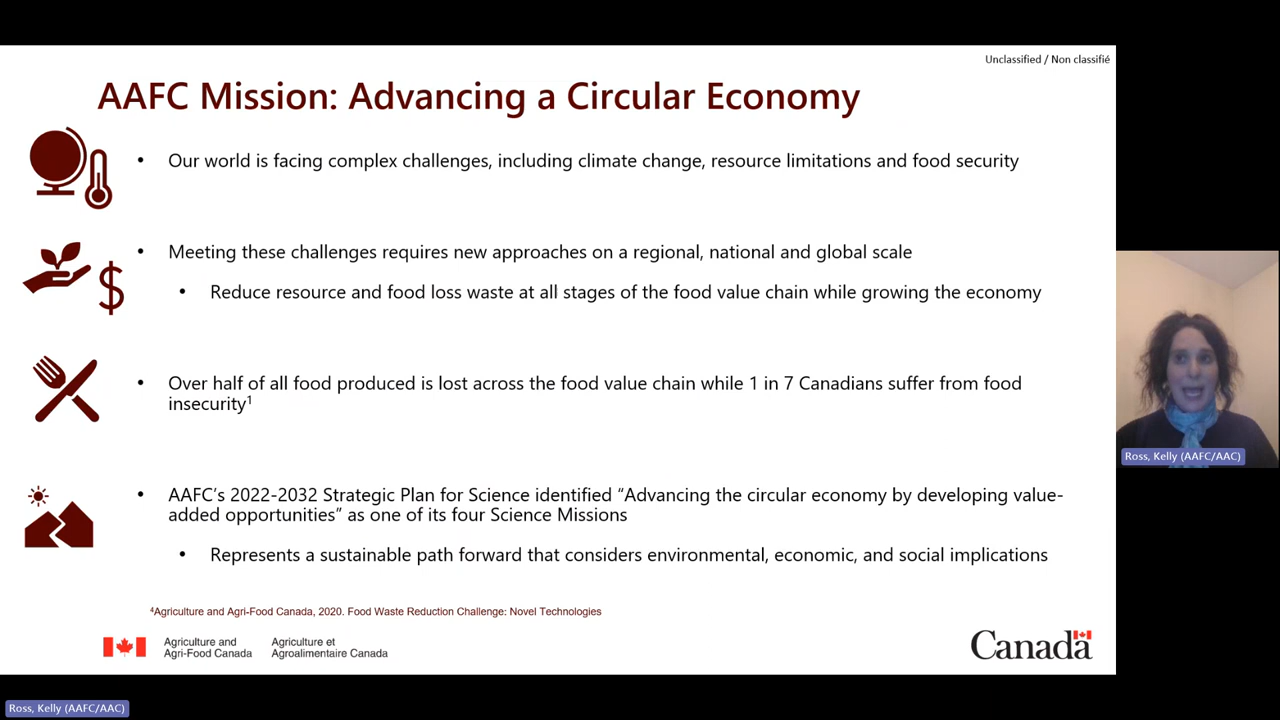 Unclassified / Non classifié
AAFC Mission: Advancing a Circular Economy
• Our world is facing complex challenges, including climate change, resource limitations and food security
$
• Meeting these challenges requires new approaches on a regional, national and global scale
• Reduce resource and food loss waste at all stages of the food value chain while growing the economy
• Over half of all food produced is lost across the food value chain while 1 in 7 Canadians suffer from food
insecurity¹
• AAFC’s 2022-2032 Strategic Plan for Science identified “Advancing the circular economy by developing value-
added opportunities” as one of its four Science Missions
• Represents a sustainable path forward that considers environmental, economic, and social implications
⁴Agriculture and Agri-Food Canada, 2020. Food Waste Reduction Challenge: Novel Technologies
Agriculture and
Agri-Food Canada
Agriculture et
Agroalimentaire Canada
Canada
Ross, Kelly (AAFC/AAC)
Ross, Kelly (AAFC/AAC)